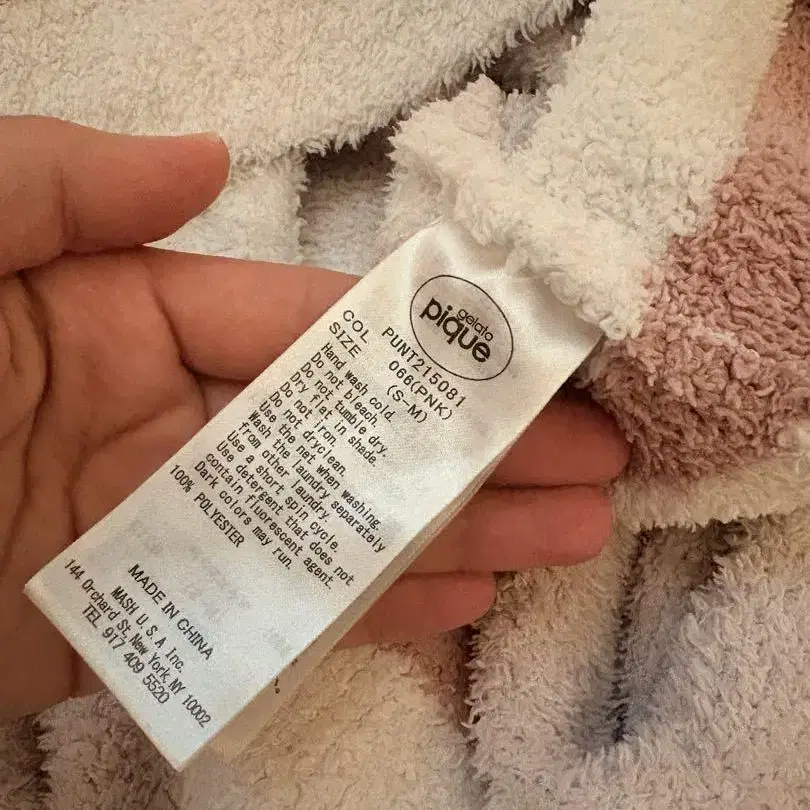 gelato
pique
PUNT215081
COL 066(PNK)
SIZE (S-M)
Hand wash cold.
Do not bleach.
Do not tumble dry.
Dry flat in shade.
Do not iron.
Do not dryclean.
Use the net when washing.
Wash the laundry separately
from other laundry.
Use a short spin cycle.
Use detergent that does not
contain fluorescent agent.
Dark colors may run.
100% POLYESTER
MADE IN CHINA
MASH U.S.A Inc.
144 Orchard St, New York NY 10002
TEL 917 409 5520